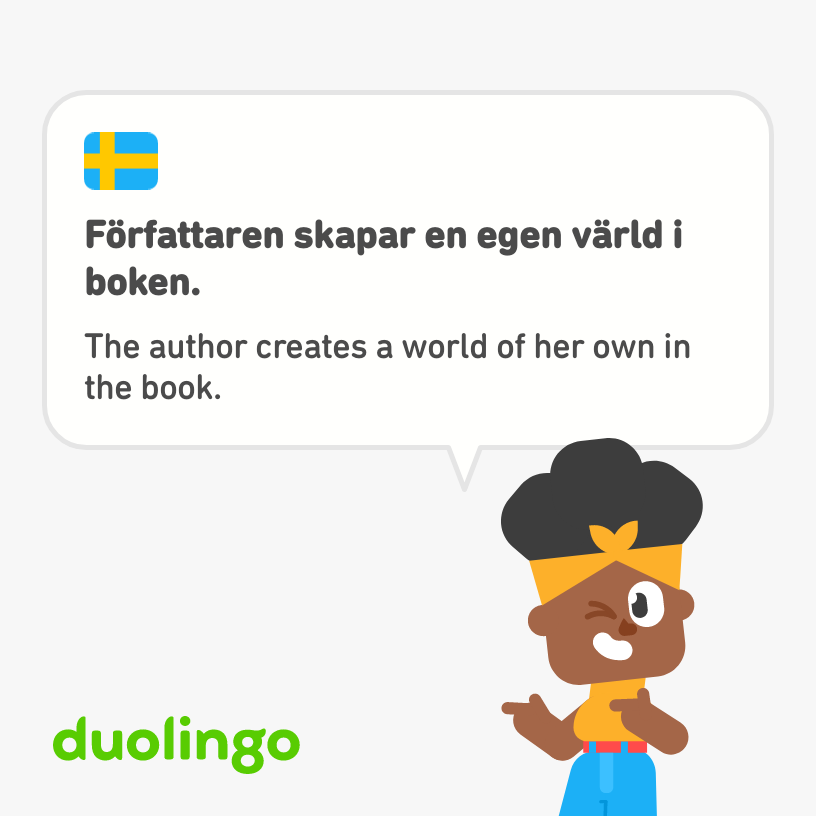 Författaren skapar en egen värld i
boken.
The author creates a world of her own in
the book.
duolingo